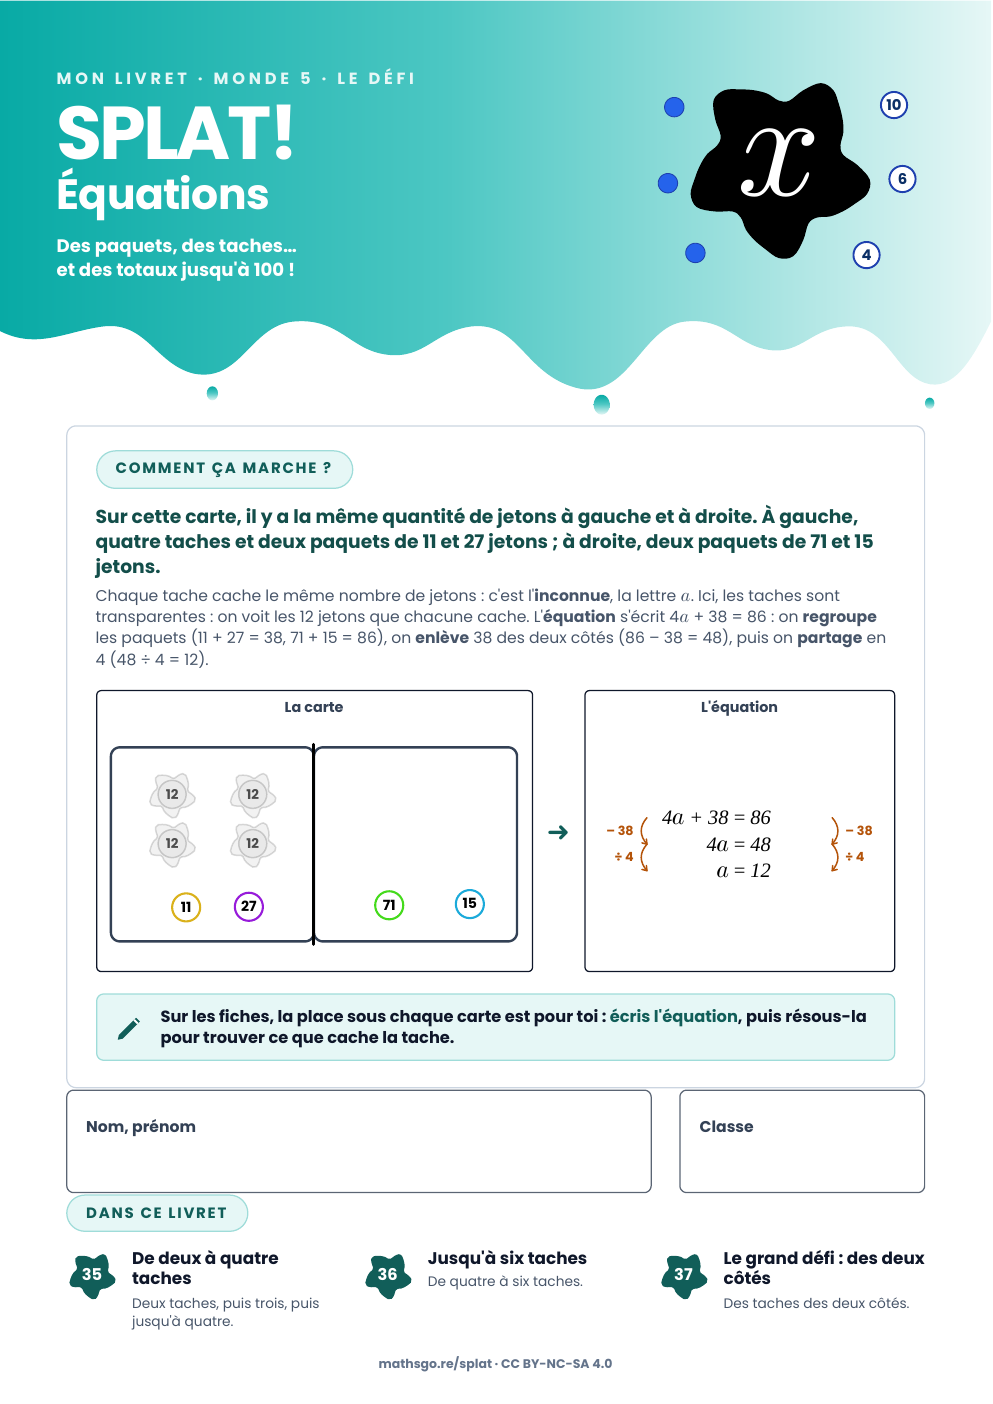 MON LIVRET · MONDE 5 · LE DÉFI
SPLAT!
Équations
Des paquets, des taches…
et des totaux jusqu'à 100 !
x
10
6
4
COMMENT ÇA MARCHE ?
Sur cette carte, il y a la même quantité de jetons à gauche et à droite. À gauche,
quatre taches et deux paquets de 11 et 27 jetons ; à droite, deux paquets de 71 et 15
jetons.
Chaque tache cache le même nombre de jetons : c'est l'inconnue, la lettre a. Ici, les taches sont
transparentes : on voit les 12 jetons que chacune cache. L'équation s'écrit 4a + 38 = 86 : on regroupe
les paquets (11 + 27 = 38, 71 + 15 = 86), on enlève 38 des deux côtés (86 – 38 = 48), puis on partage en
4 (48 ÷ 4 = 12).
La carte
12 12
12 12
11 27 71 15
L'équation
4a + 38 = 86
– 38 – 38
4a = 48
÷ 4 ÷ 4
a = 12
Sur les fiches, la place sous chaque carte est pour toi : écris l'équation, puis résous-la
pour trouver ce que cache la tache.
Nom, prénom
Classe
DANS CE LIVRET
35
De deux à quatre
taches
Deux taches, puis trois, puis
jusqu'à quatre.
36
Jusqu'à six taches
De quatre à six taches.
37
Le grand défi : des deux
côtés
Des taches des deux côtés.
mathsgo.re/splat · CC BY-NC-SA 4.0